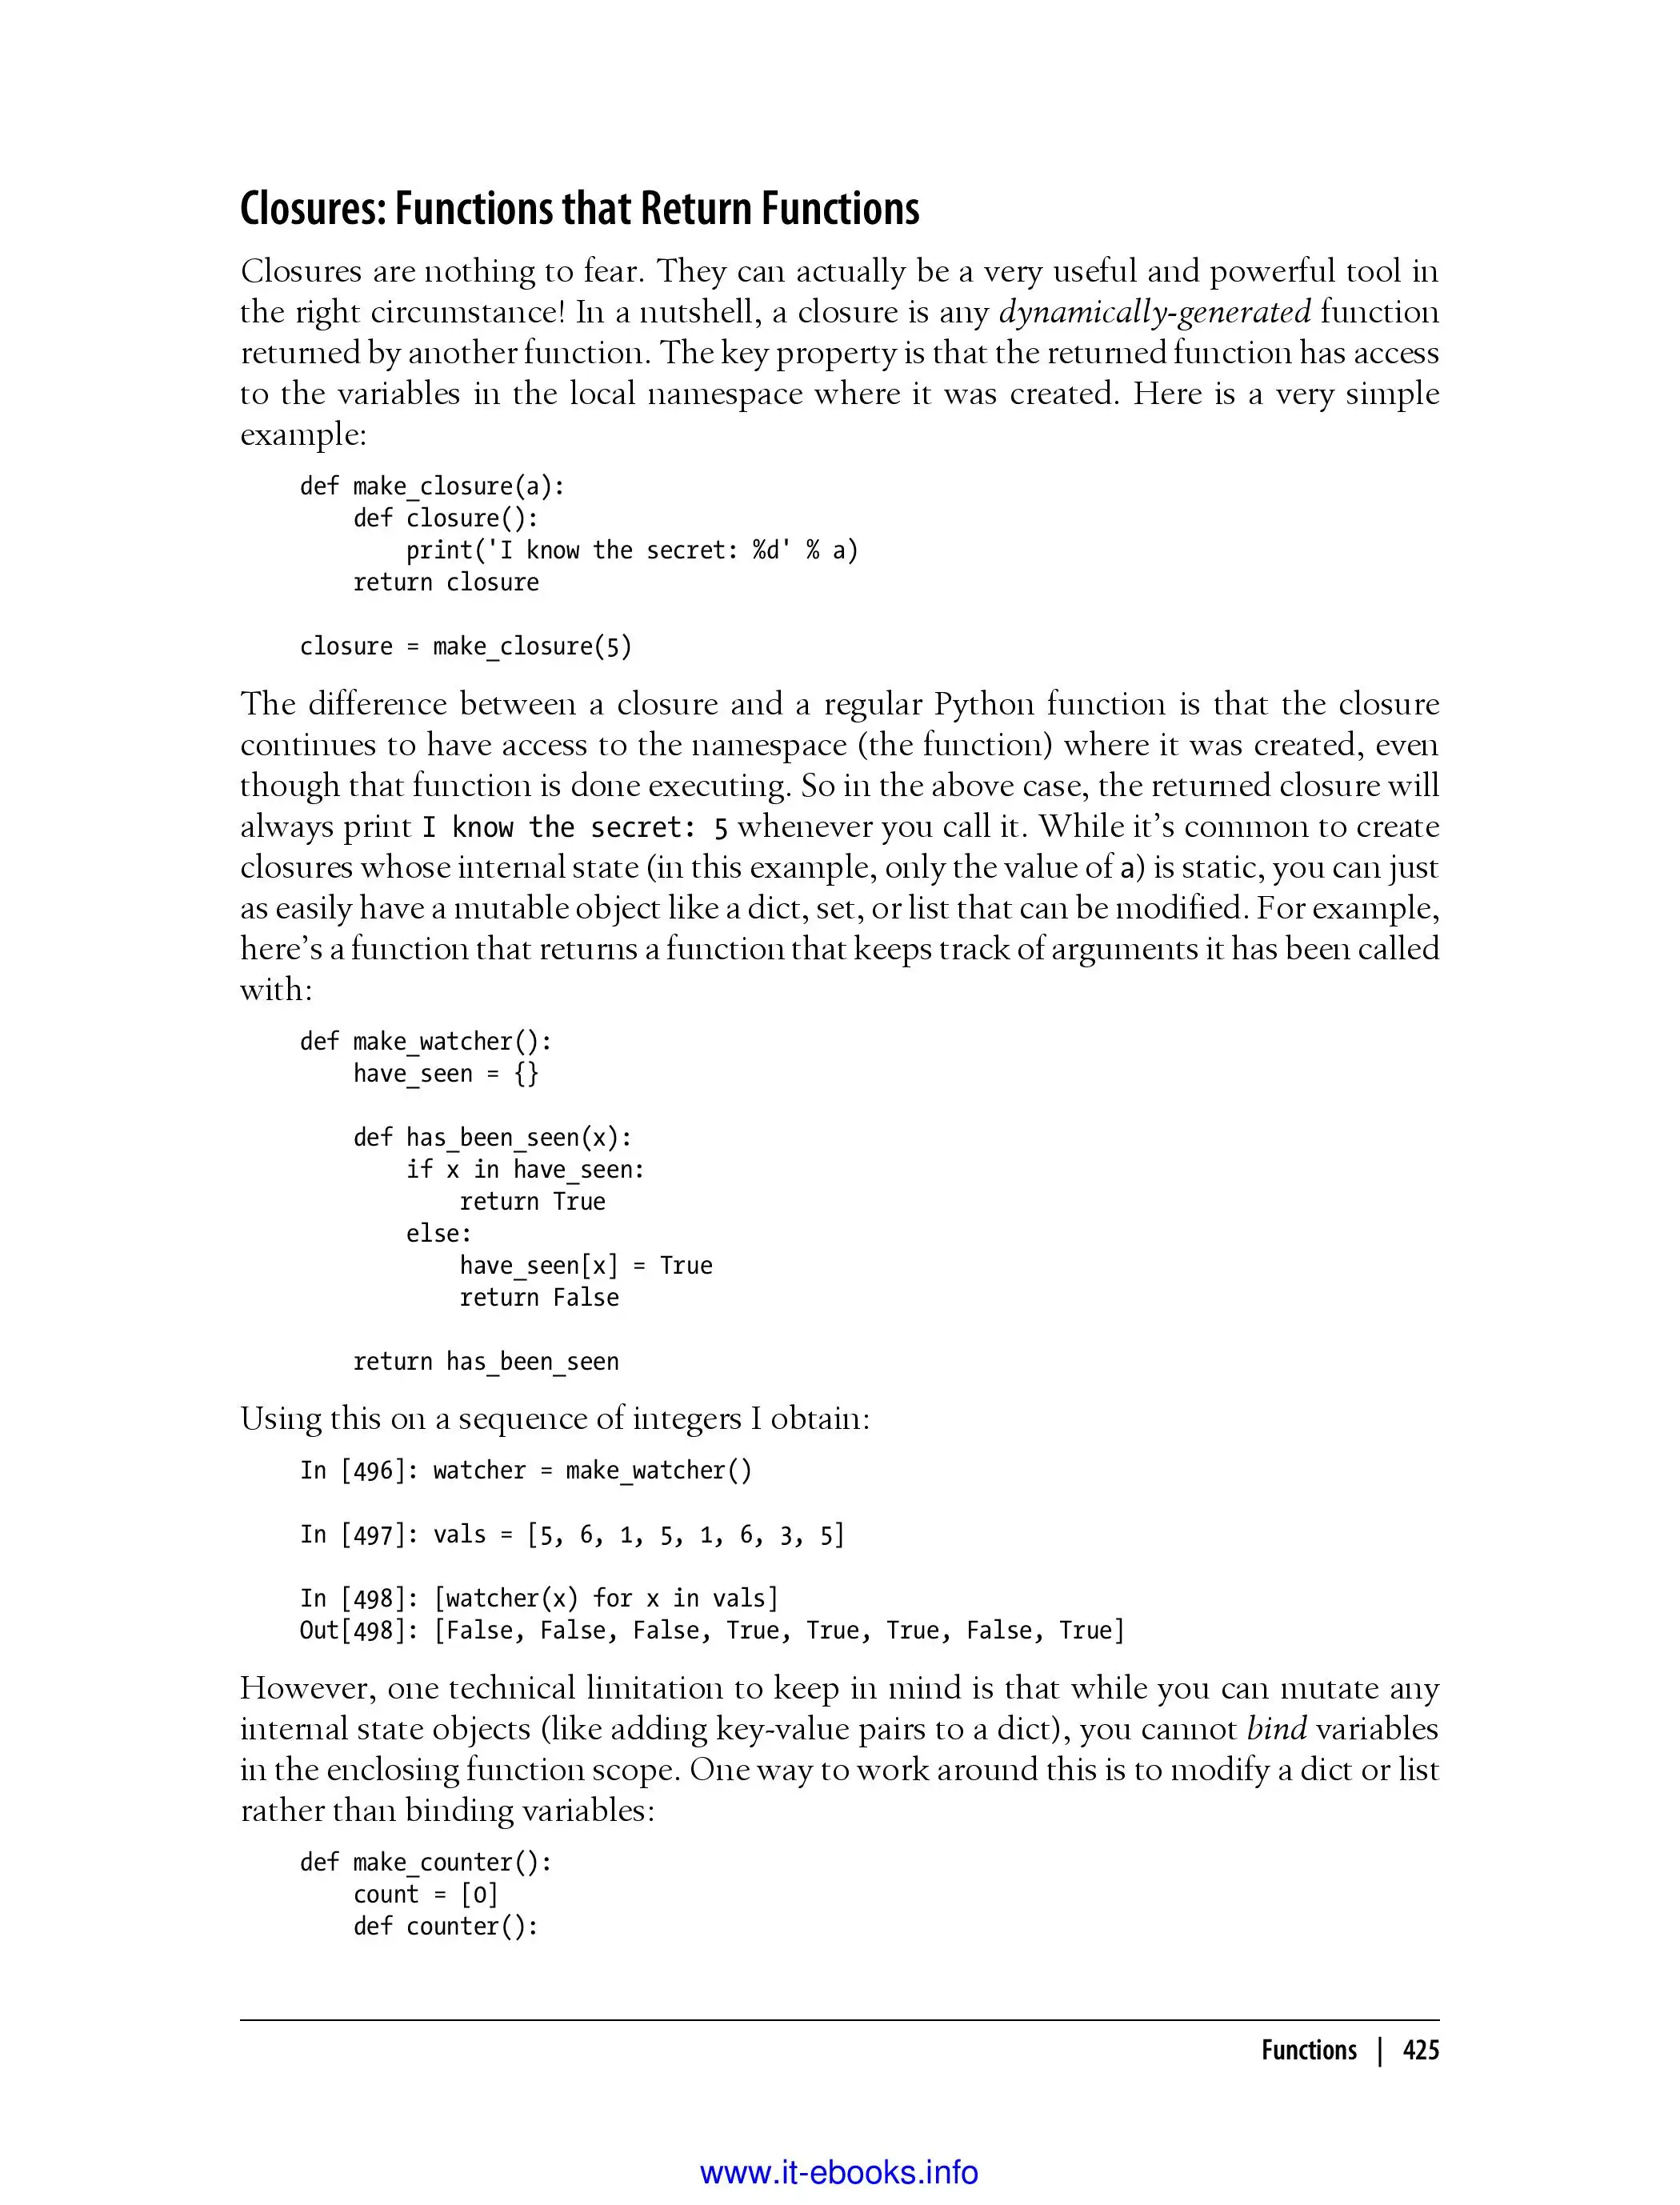 Closures: Functions that Return Functions
Closures are nothing to fear. They can actually be a very useful and powerful tool in
the right circumstance! In a nutshell, a closure is any dynamically-generated function
returned by another function. The key property is that the returned function has access
to the variables in the local namespace where it was created. Here is a very simple
example:
def make_closure(a):
    def closure():
        print('I know the secret: %d' % a)
    return closure

closure = make_closure(5)
The difference between a closure and a regular Python function is that the closure
continues to have access to the namespace (the function) where it was created, even
though that function is done executing. So in the above case, the returned closure will
always print I know the secret: 5 whenever you call it. While it's common to create
closures whose internal state (in this example, only the value of a) is static, you can just
as easily have a mutable object like a dict, set, or list that can be modified. For example,
here's a function that returns a function that keeps track of arguments it has been called
with:
def make_watcher():
    have_seen = {}

    def has_been_seen(x):
        if x in have_seen:
            return True
        else:
            have_seen[x] = True
            return False

    return has_been_seen
Using this on a sequence of integers I obtain:
In [496]: watcher = make_watcher()

In [497]: vals = [5, 6, 1, 5, 1, 6, 3, 5]

In [498]: [watcher(x) for x in vals]
Out[498]: [False, False, False, True, True, True, False, True]
However, one technical limitation to keep in mind is that while you can mutate any
internal state objects (like adding key-value pairs to a dict), you cannot bind variables
in the enclosing function scope. One way to work around this is to modify a dict or list
rather than binding variables:
def make_counter():
    count = [0]
    def counter():
Functions | 425
www.it-ebooks.info